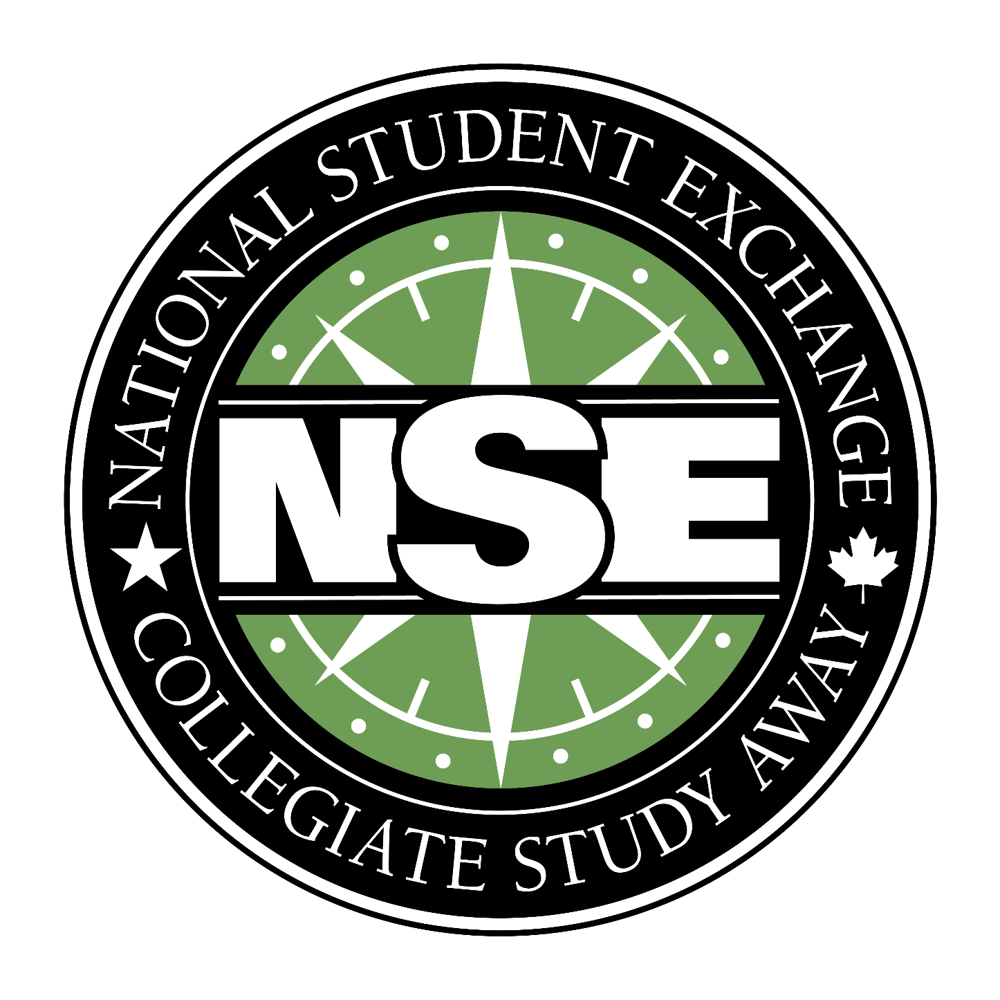 NATIONAL STUDENT EXCHANGE
NSE
COLLEGIATE STUDY AWAY